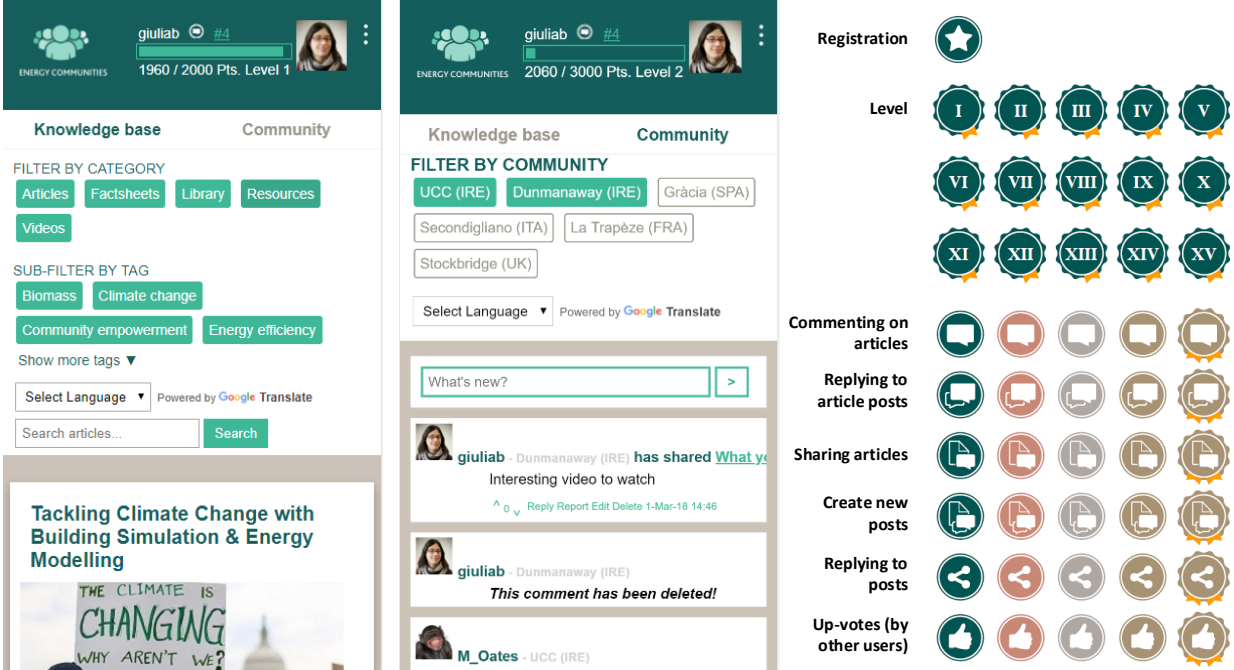 giuliab #4
1960 / 2000 Pts. Level 1
ENERGY COMMUNITIES
Knowledge base Community
FILTER BY CATEGORY
Articles Factsheets Library Resources
Videos
SUB-FILTER BY TAG
Biomass Climate change
Community empowerment Energy efficiency
Show more tags ▼
Select Language ▼ Powered by Google Translate
Search articles... Search
Tackling Climate Change with
Building Simulation & Energy
Modelling
THE CLIMATE IS
CHANGING
WHY AREN'T WE?
giuliab #4
2060 / 3000 Pts. Level 2
ENERGY COMMUNITIES
Knowledge base Community
FILTER BY COMMUNITY
UCC (IRE) Dunmanaway (IRE) Gràcia (SPA)
Secondigliano (ITA) La Trapèze (FRA)
Stockbridge (UK)
Select Language ▼ Powered by Google Translate
What's new? >
giuliab - Dunmanaway (IRE) has shared What yo
Interesting video to watch
^ 0 v Reply Report Edit Delete 1-Mar-18 14:46
giuliab - Dunmanaway (IRE)
This comment has been deleted!
M_Oates - UCC (IRE)
Registration
Level
I II III IV V
VI VII VIII IX X
XI XII XIII XIV XV
Commenting on
articles
Replying to
article posts
Sharing articles
Create new
posts
Replying to
posts
Up-votes (by
other users)